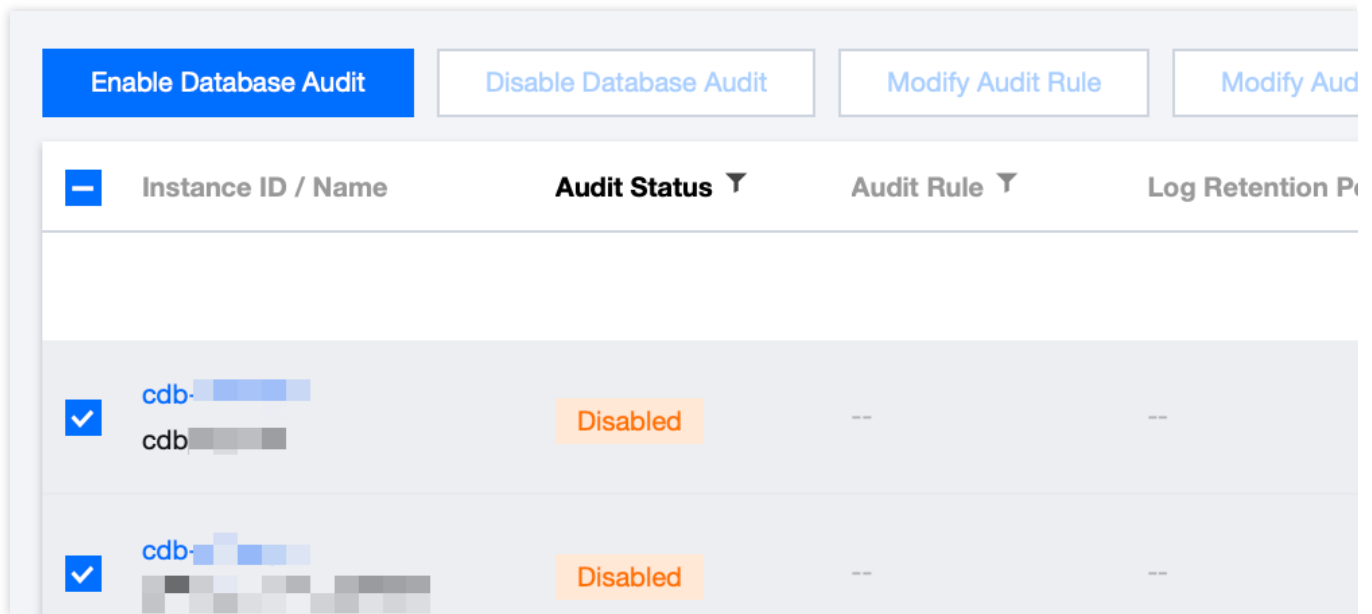 Enable Database Audit Disable Database Audit Modify Audit Rule Modify
Instance ID / Name Audit Status Audit Rule Log Retention
cdb-
Disabled -- --
cdb
cdb-
Disabled -- --